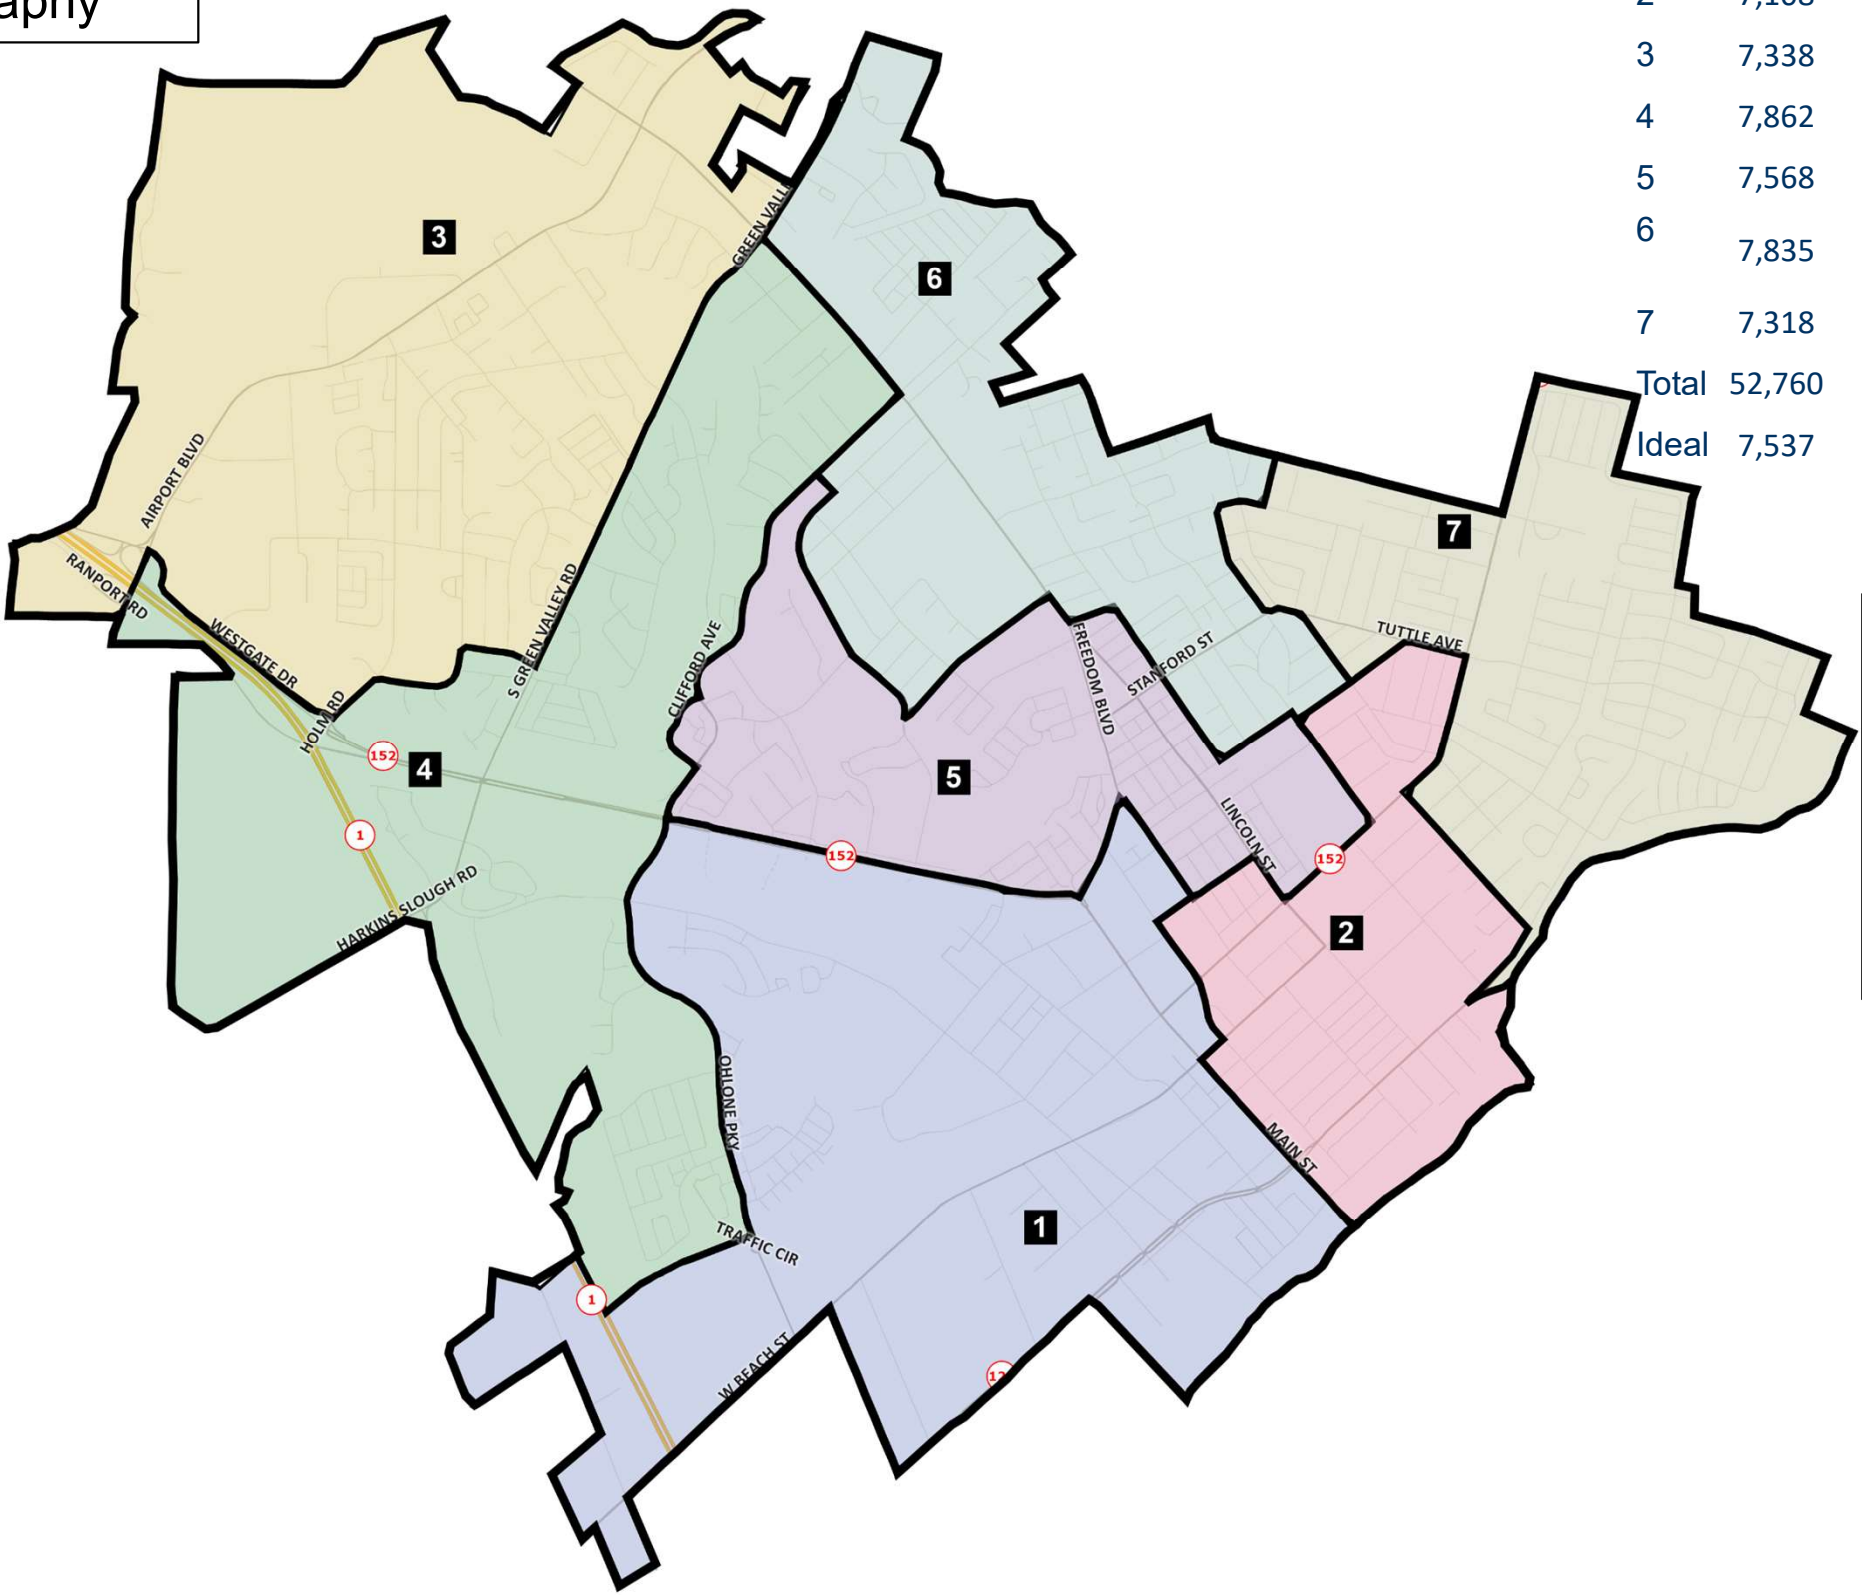 3 7,338
4 7,862
5 7,568
6 7,835
7 7,318
Total 52,760
Ideal 7,537
3
GREEN VALL
6
AIRPORT BLVD
7
RANPORT RD
WESTGATE DR
S GREEN VALLEY RD
CLIFFORD AVE
TUTTLE AVE
STANFORD ST
FREEDOM BLVD
HOLM RD
152
4
5
1
LINCOLN ST
152
152
HARKINS SLOUGH RD
2
OHLONE PKY
MAIN ST
TRAFFIC CIR
1
1
W BEACH ST